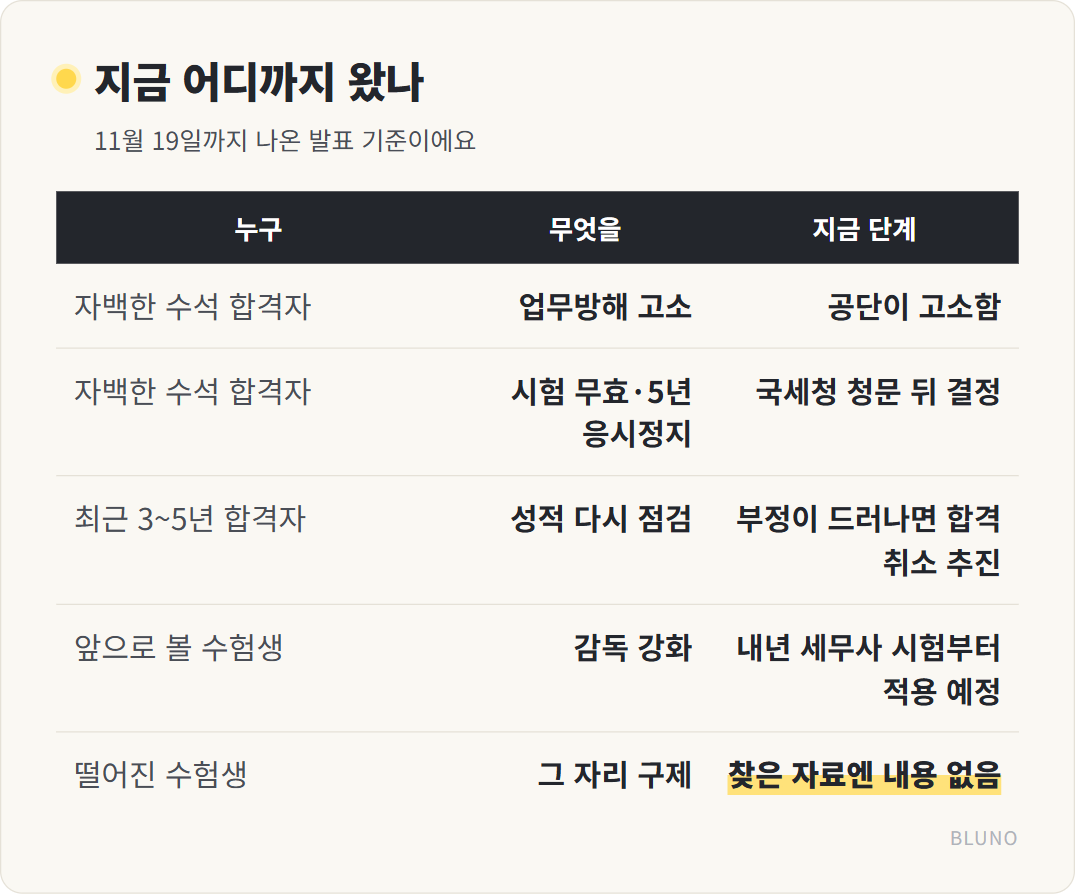 지금 어디까지 왔나
11월 19일까지 나온 발표 기준이에요
누구 무엇을 지금 단계
자백한 수석 합격자 업무방해 고소 공단이 고소함
자백한 수석 합격자 시험 무효·5년 국세청 청문 뒤 결정
응시정지
최근 3~5년 합격자 성적 다시 점검 부정이 드러나면 합격
취소 추진
앞으로 볼 수험생 감독 강화 내년 세무사 시험부터
적용 예정
떨어진 수험생 그 자리 구제 찾은 자료엔 내용 없음
BLUNO